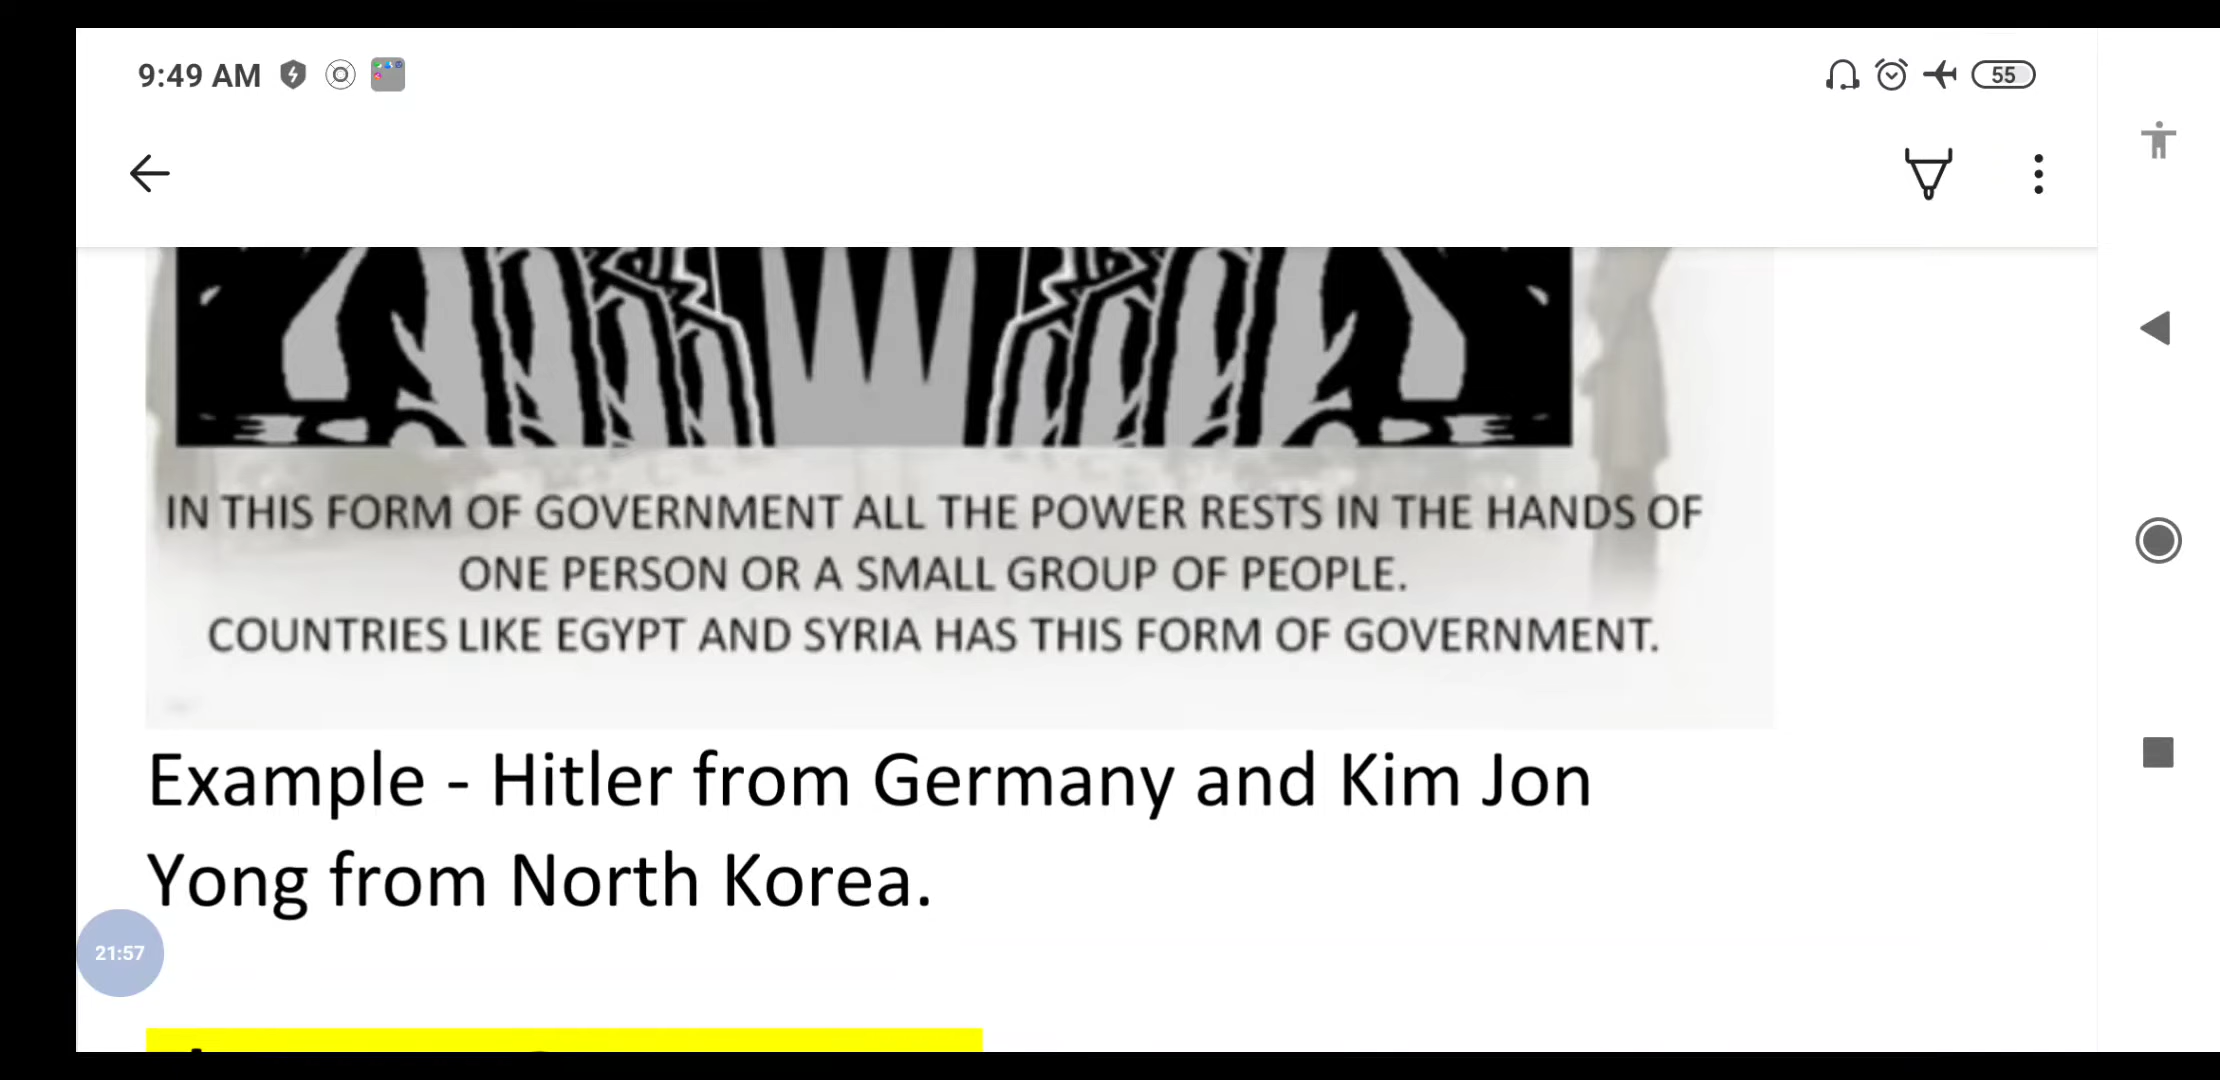 9:49 AM
55
IN THIS FORM OF GOVERNMENT ALL THE POWER RESTS IN THE HANDS OF
ONE PERSON OR A SMALL GROUP OF PEOPLE.
COUNTRIES LIKE EGYPT AND SYRIA HAS THIS FORM OF GOVERNMENT.
Example - Hitler from Germany and Kim Jon
Yong from North Korea.
21:57